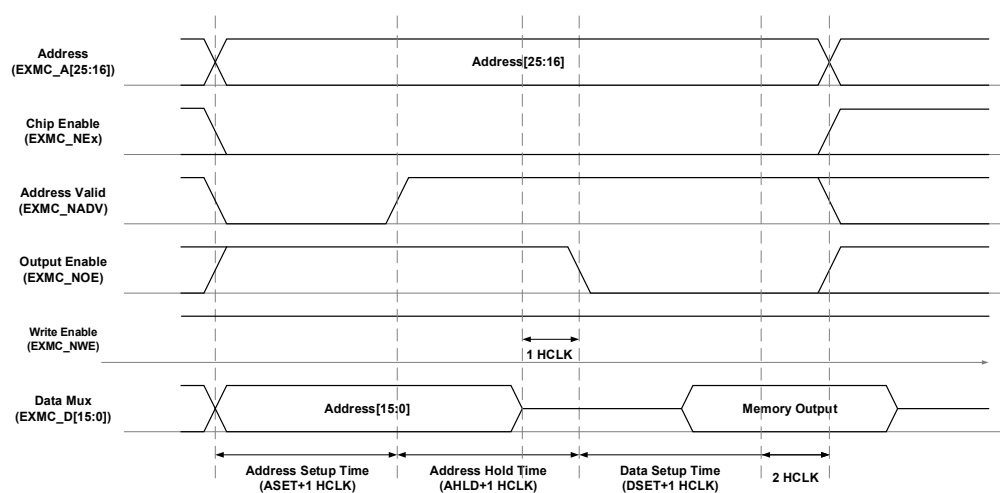 Address
(EXMC_A[25:16])
Address[25:16]
Chip Enable
(EXMC_NEx)
Address Valid
(EXMC_NADV)
Output Enable
(EXMC_NOE)
Write Enable
(EXMC_NWE)
1 HCLK
Data Mux
(EXMC_D[15:0])
Address[15:0]
Memory Output
Address Setup Time
(ASET+1 HCLK)
Address Hold Time
(AHLD+1 HCLK)
Data Setup Time
(DSET+1 HCLK)
2 HCLK